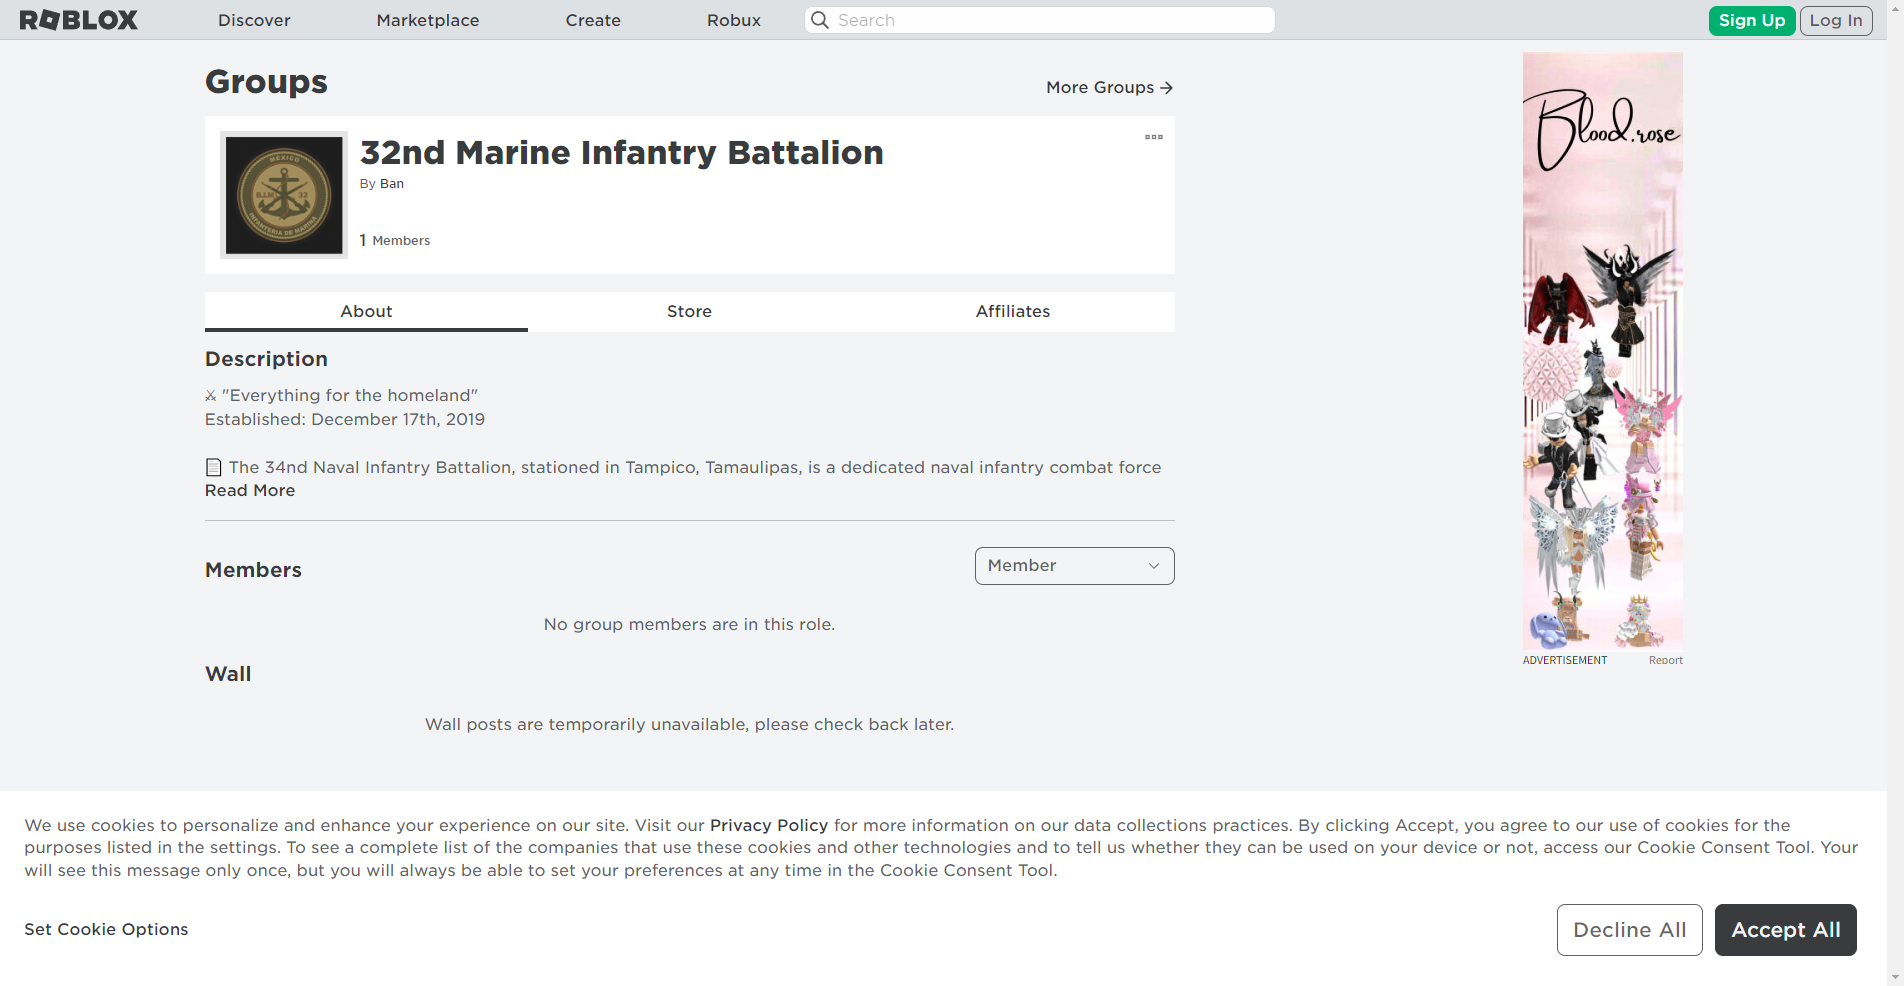 ROBLOX
Discover
Marketplace
Create
Robux
Search
Sign Up
Log In
Groups
More Groups
32nd Marine Infantry Battalion
By Ban
1 Members
MÉXICO
B.I.M. 32
INFANTERIA DE MARINA
About
Store
Affiliates
Description
⚔ "Everything for the homeland"
Established: December 17th, 2019
The 34nd Naval Infantry Battalion, stationed in Tampico, Tamaulipas, is a dedicated naval infantry combat force
Read More
Members
Member
No group members are in this role.
Wall
Wall posts are temporarily unavailable, please check back later.
Blood.rose
ADVERTISEMENT
Report
We use cookies to personalize and enhance your experience on our site. Visit our Privacy Policy for more information on our data collections practices. By clicking Accept, you agree to our use of cookies for the
purposes listed in the settings. To see a complete list of the companies that use these cookies and other technologies and to tell us whether they can be used on your device or not, access our Cookie Consent Tool. Your
will see this message only once, but you will always be able to set your preferences at any time in the Cookie Consent Tool.
Set Cookie Options
Decline All
Accept All